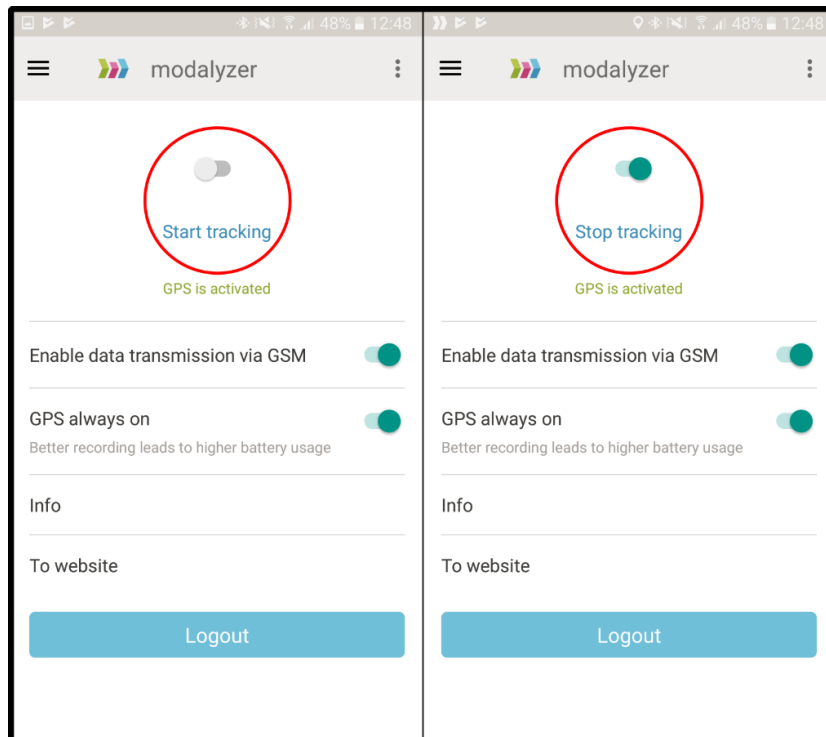 48% 12:48
modalyzer
Start tracking
GPS is activated
Enable data transmission via GSM
GPS always on
Better recording leads to higher battery usage
Info
To website
Logout
48% 12:48
modalyzer
Stop tracking
GPS is activated
Enable data transmission via GSM
GPS always on
Better recording leads to higher battery usage
Info
To website
Logout